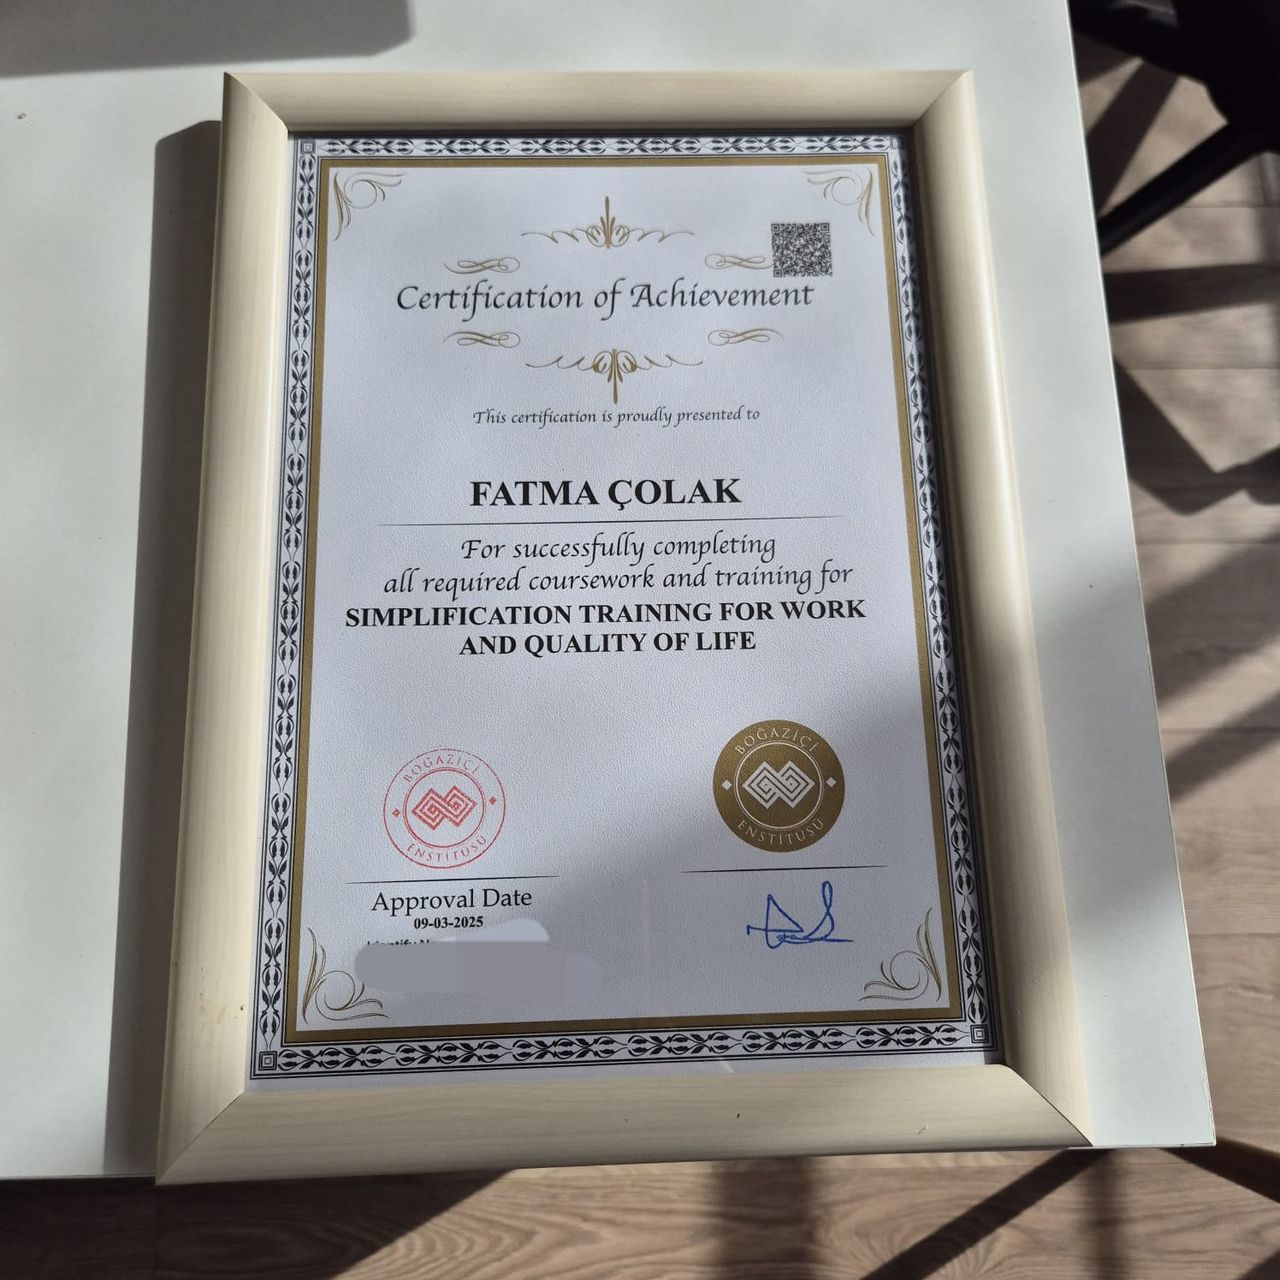 Certification of Achievement
This certification is proudly presented to
FATMA ÇOLAK
For successfully completing
all required coursework and training for
SIMPLIFICATION TRAINING FOR WORK
AND QUALITY OF LIFE
BOĞAZİÇİ
ENSTİTÜSÜ
BOĞAZİÇİ
ENSTİTÜSÜ
Approval Date
09-03-2025